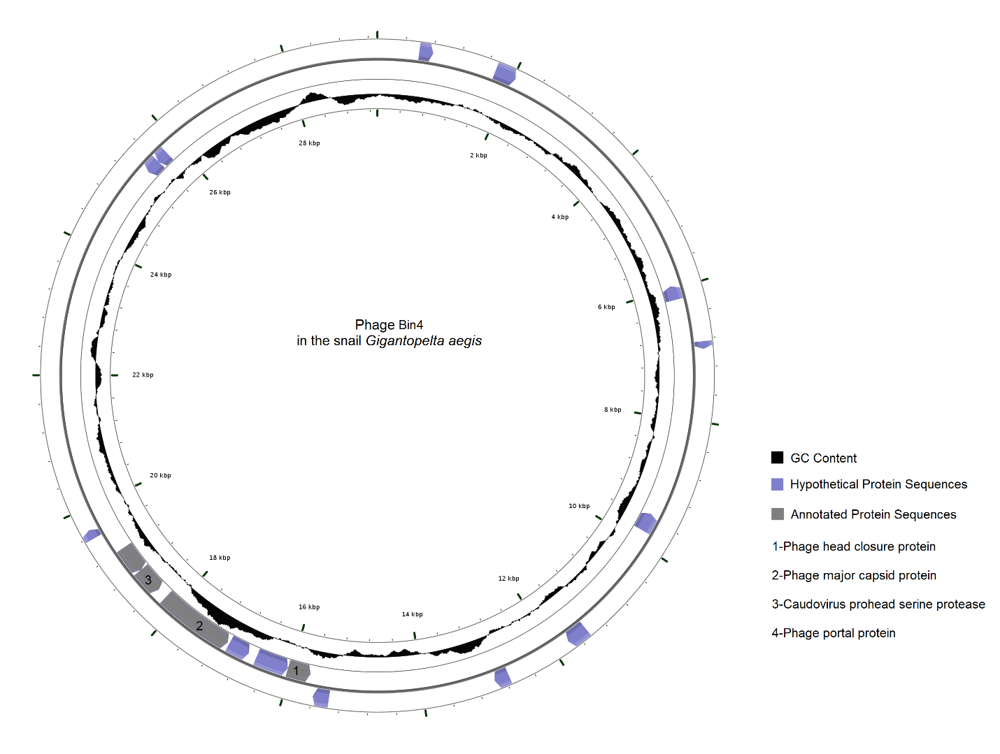 28 kbp
2 kbp
26 kbp
4 kbp
24 kbp
6 kbp
Phage Bin4
in the snail Gigantopelta aegis
22 kbp
8 kbp
20 kbp
10 kbp
18 kbp
12 kbp
16 kbp
14 kbp
3
2
1
GC Content
Hypothetical Protein Sequences
Annotated Protein Sequences
1-Phage head closure protein
2-Phage major capsid protein
3-Caudovirus prohead serine protease
4-Phage portal protein